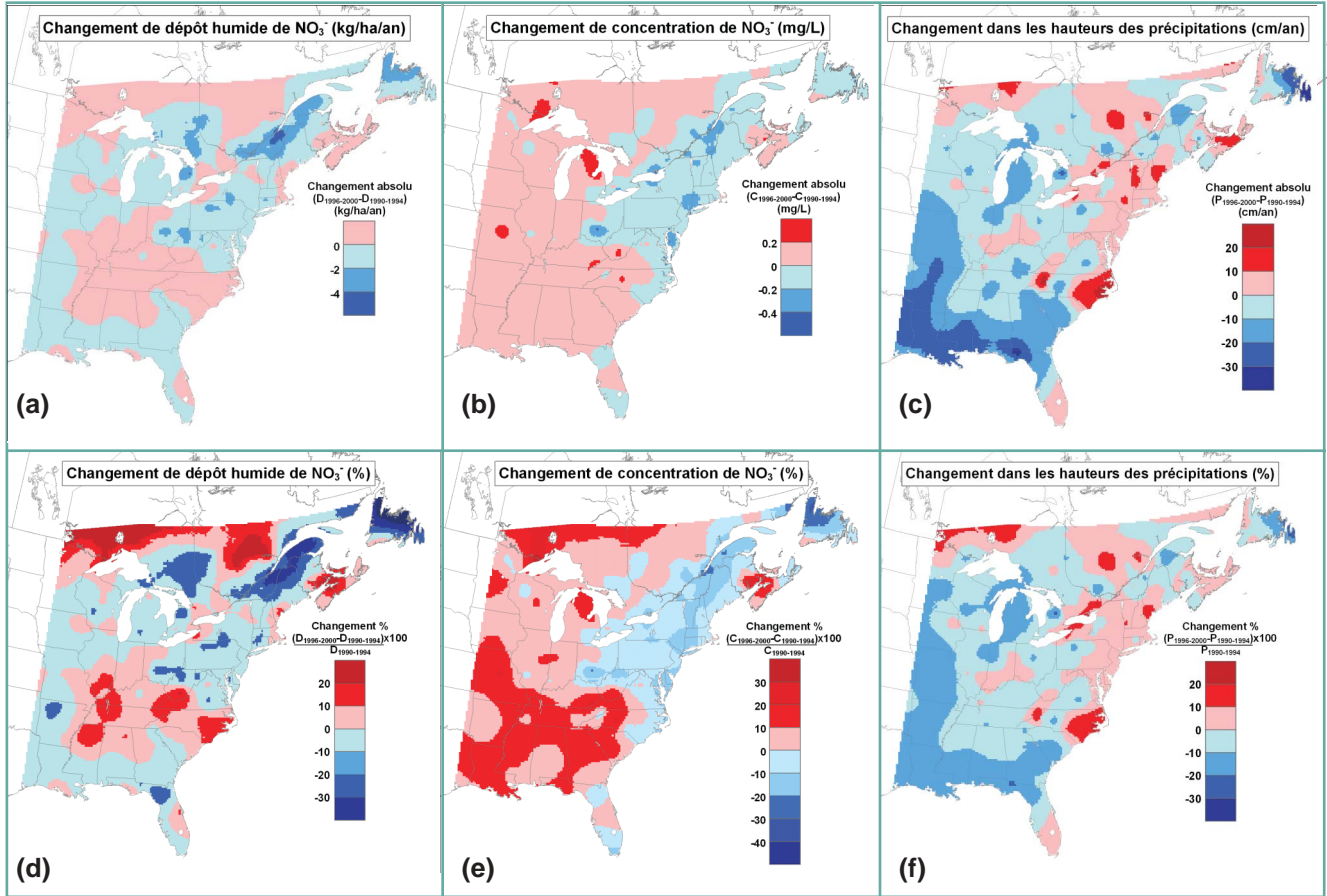 Changement de dépôt humide de NO₃⁻ (kg/ha/an)
Changement absolu
(D₁₉₉₆₋₂₀₀₀-D₁₉₉₀₋₁₉₉₄)
(kg/ha/an)
0
-2
-4
(a)
Changement de concentration de NO₃⁻ (mg/L)
Changement absolu
(C₁₉₉₆₋₂₀₀₀-C₁₉₉₀₋₁₉₉₄)
(mg/L)
0.2
0
-0.2
-0.4
(b)
Changement dans les hauteurs des précipitations (cm/an)
Changement absolu
(P₁₉₉₆₋₂₀₀₀-P₁₉₉₀₋₁₉₉₄)
(cm/an)
20
10
0
-10
-20
-30
(c)
Changement de dépôt humide de NO₃⁻ (%)
Changement %
(D₁₉₉₆₋₂₀₀₀-D₁₉₉₀₋₁₉₉₄)x100
D₁₉₉₀₋₁₉₉₄
20
10
0
-10
-20
-30
(d)
Changement de concentration de NO₃⁻ (%)
Changement %
(C₁₉₉₆₋₂₀₀₀-C₁₉₉₀₋₁₉₉₄)x100
C₁₉₉₀₋₁₉₉₄
30
20
10
0
-10
-20
-30
-40
(e)
Changement dans les hauteurs des précipitations (%)
Changement %
(P₁₉₉₆₋₂₀₀₀-P₁₉₉₀₋₁₉₉₄)x100
P₁₉₉₀₋₁₉₉₄
20
10
0
-10
-20
-30
(f)